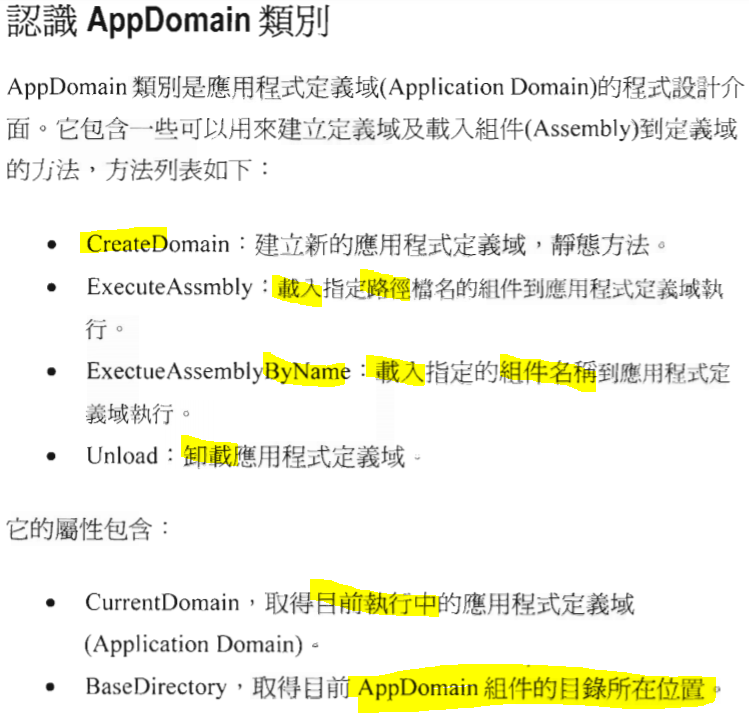 認識 AppDomain 類別
AppDomain 類別是應用程式定義域(Application Domain)的程式設計介
面。它包含一些可以用來建立定義域及載入組件(Assembly)到定義域
的方法，方法列表如下：
• CreateDomain：建立新的應用程式定義域，靜態方法。
• ExecuteAssmbly：載入指定路徑檔名的組件到應用程式定義域執
行。
• ExectueAssemblyByName：載入指定的組件名稱到應用程式定
義域執行。
• Unload：卸載應用程式定義域。
它的屬性包含：
• CurrentDomain，取得目前執行中的應用程式定義域
(Application Domain)。
• BaseDirectory，取得目前 AppDomain 組件的目錄所在位置。